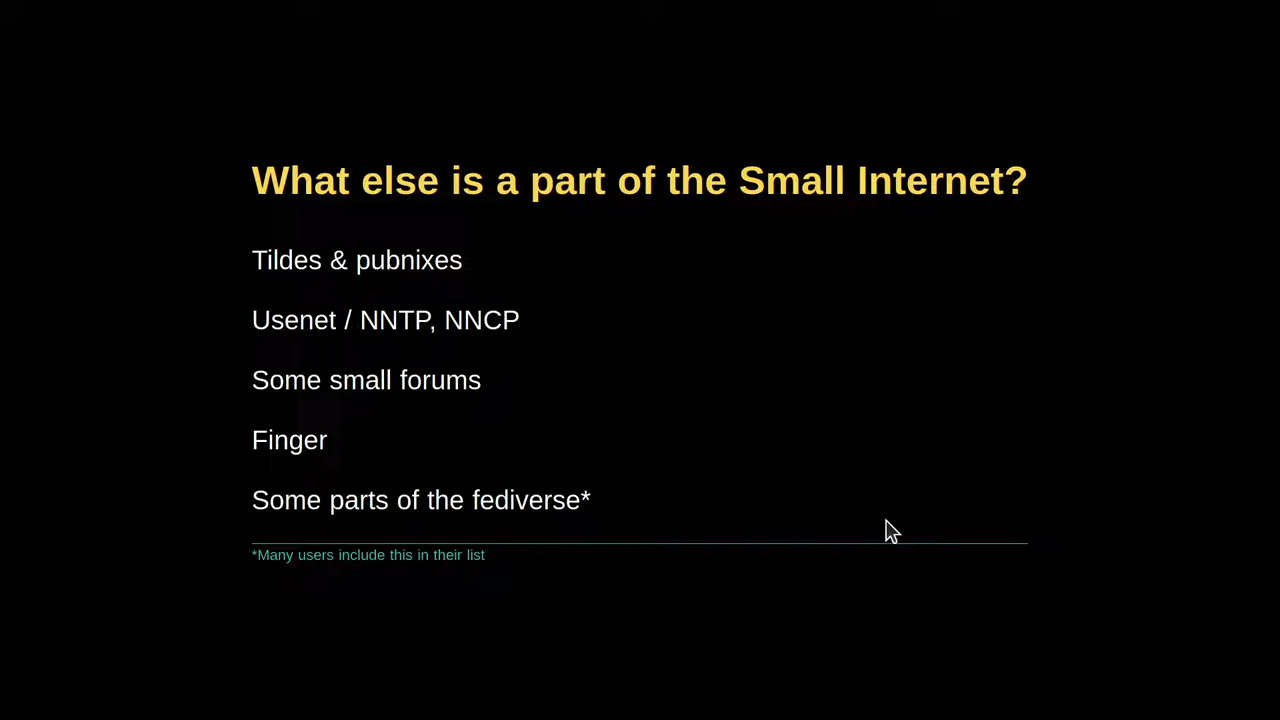 What else is a part of the Small Internet?
Tildes & pubnixes
Usenet / NNTP, NNCP
Some small forums
Finger
Some parts of the fediverse*
*Many users include this in their list